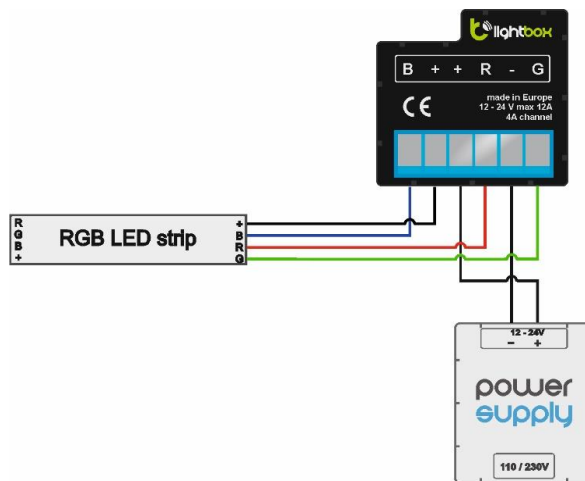 lightbox
B + + R - G
CE
made in Europe
12 - 24 V max 12A
4A channel
R
G
B
+
RGB LED strip
+
B
R
G
12 - 24V
- +
power
supply
110 / 230V